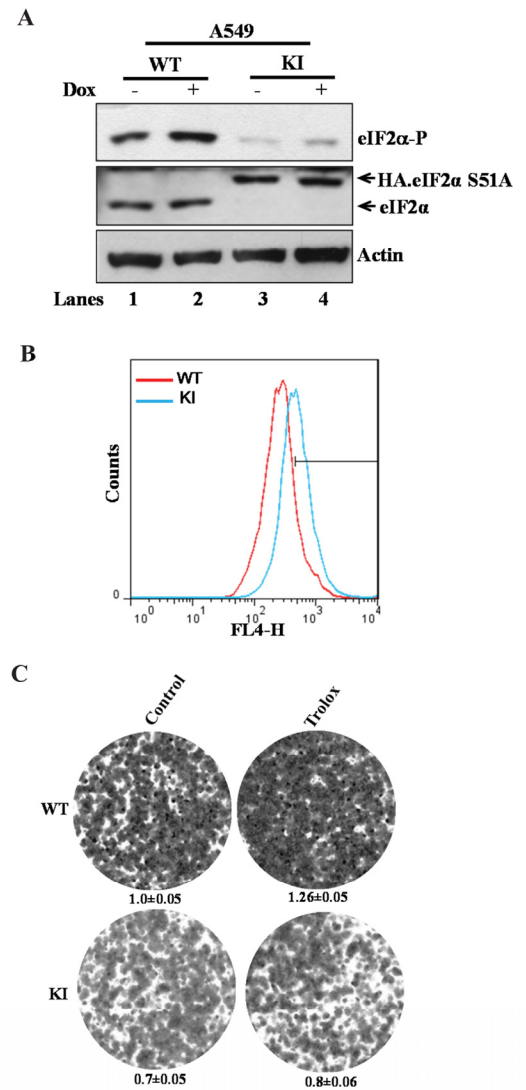 A
A549
WT KI
Dox - + - +
eIF2α-P
HA.eIF2α S51A
eIF2α
Actin
Lanes 1 2 3 4
B
WT
KI
Counts
0
10^0 10^1 10^2 10^3 10^4
FL4-H
C
Control Trolox
WT
1.0±0.05 1.26±0.05
KI
0.7±0.05 0.8±0.06